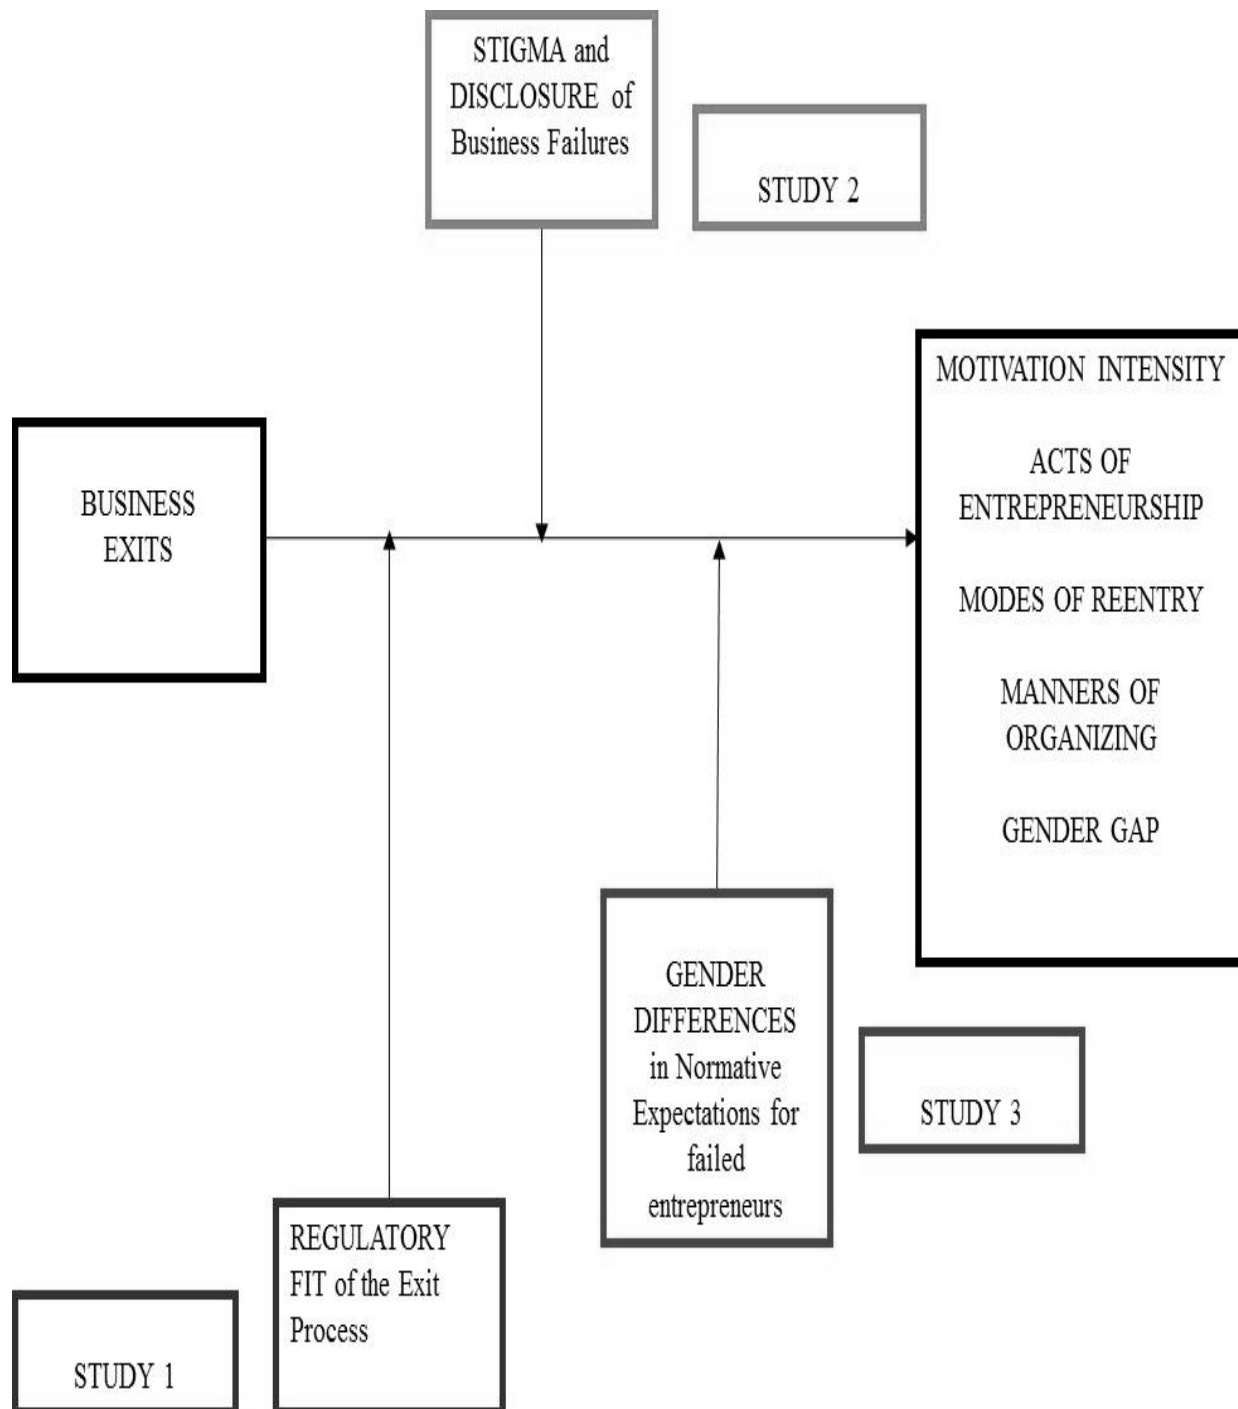 STIGMA and
DISCLOSURE of
Business Failures
STUDY 2
BUSINESS
EXITS
MOTIVATION INTENSITY
ACTS OF
ENTREPRENEURSHIP
MODES OF REENTRY
MANNERS OF
ORGANIZING
GENDER GAP
GENDER
DIFFERENCES
in Normative
Expectations for
failed
entrepreneurs
STUDY 3
REGULATORY
FIT of the Exit
Process
STUDY 1